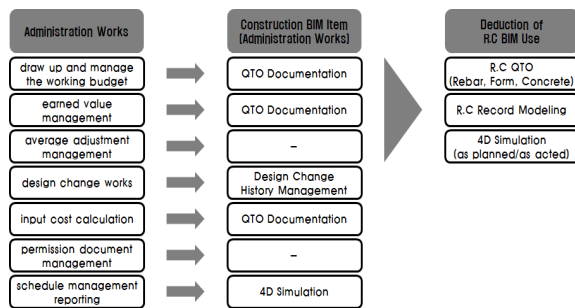 Administration Works
Construction BIM Item
(Administration Works)
Deduction of
R.C BIM Use
draw up and manage
the working budget
QTO Documentation
R.C QTO
(Rebar, Form, Concrete)
earned value
management
QTO Documentation
R.C Record Modeling
average adjustment
management
–
4D Simulation
(as planned/as acted)
design change works
Design Change
History Management
input cost calculation
QTO Documentation
permission document
management
–
schedule management
reporting
4D Simulation